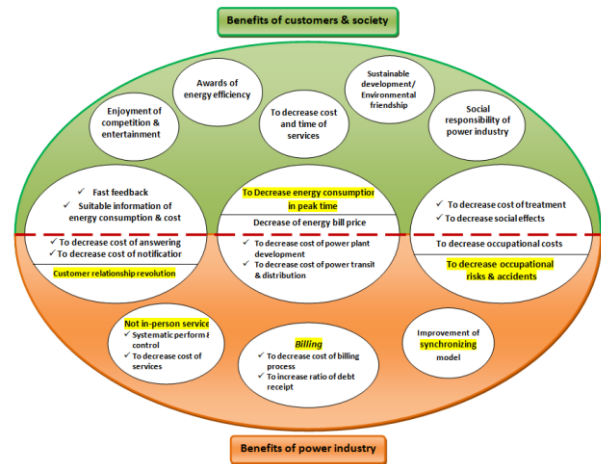 Benefits of customers & society
Awards of
energy efficiency
Sustainable
development/
Environmental
friendship
Enjoyment of
competition &
entertainment
To decrease cost
and time of
services
Social
responsibility of
power industry
✓ Fast feedback
✓ Suitable information of
energy consumption & cost
✓ To decrease cost of answering
✓ To decrease cost of notification
Customer relationship revolution
To Decrease energy consumption
in peak time
Decrease of energy bill price
✓ To decrease cost of power plant
development
✓ To decrease cost of power transit
& distribution
✓ To decrease cost of treatment
✓ To decrease social effects
To decrease occupational costs
To decrease occupational
risks & accidents
Not in-person service
✓ Systematic perform &
control
✓ To decrease cost of
services
Billing
✓ To decrease cost of billing
process
✓ To increase ratio of debt
receipt
Improvement of
synchronizing
model
Benefits of power industry